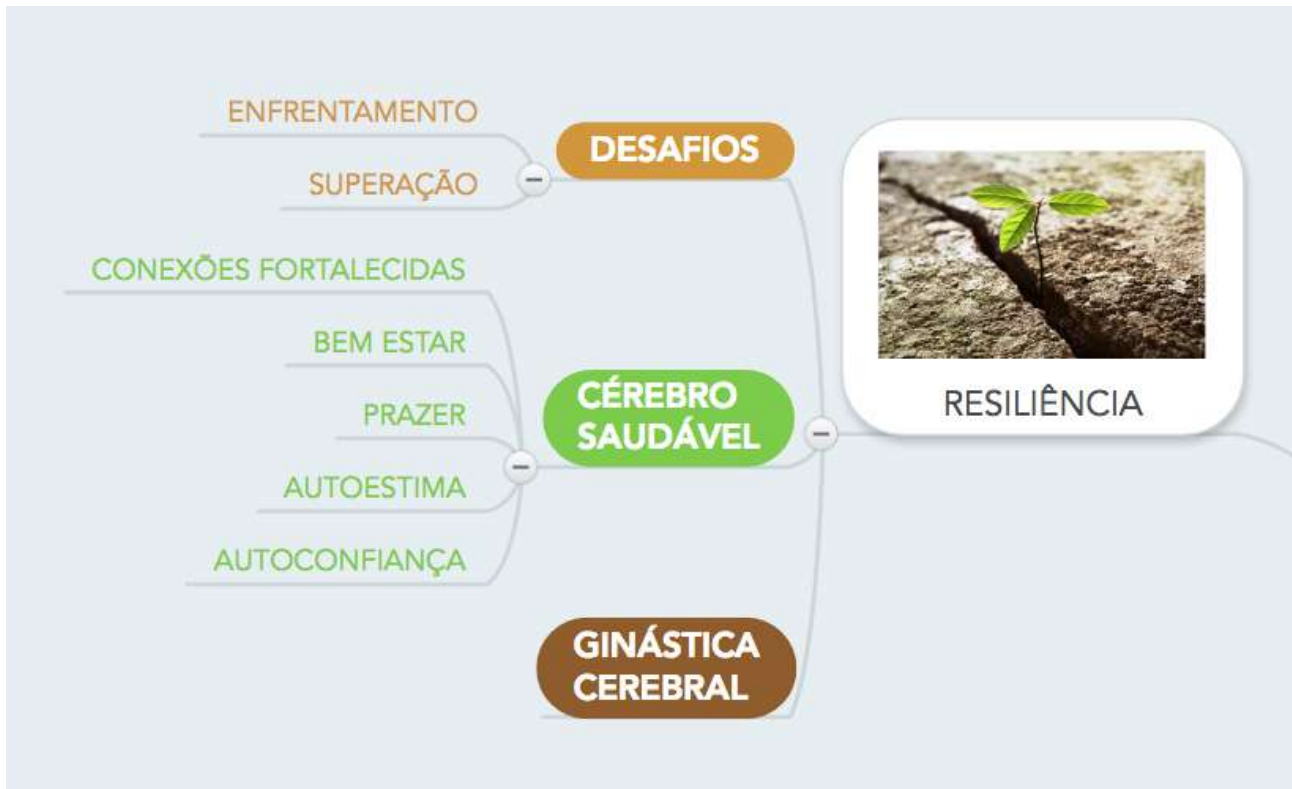 ENFRENTAMENTO
SUPERAÇÃO
DESAFIOS
CONEXÕES FORTALECIDAS
BEM ESTAR
PRAZER
AUTOESTIMA
AUTOCONFIANÇA
CÉREBRO
SAUDÁVEL
GINÁSTICA
CEREBRAL
RESILIÊNCIA